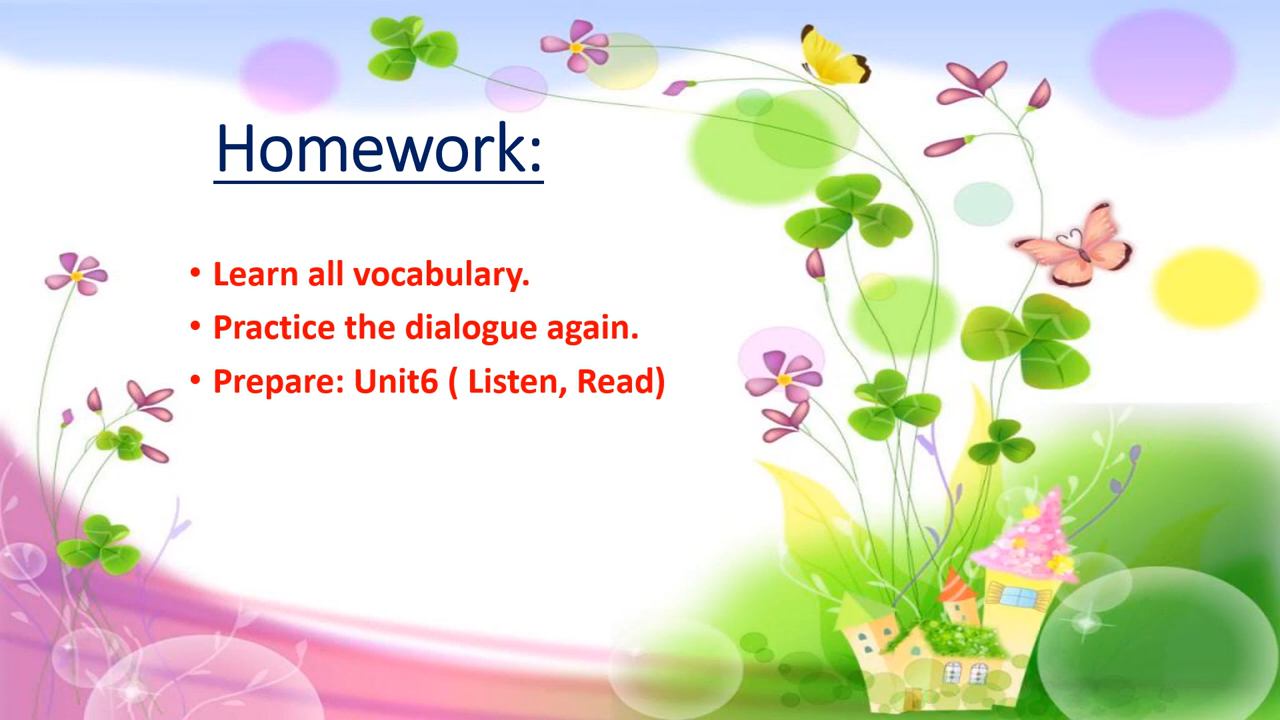 Homework:
• Learn all vocabulary.
• Practice the dialogue again.
• Prepare: Unit6 ( Listen, Read)